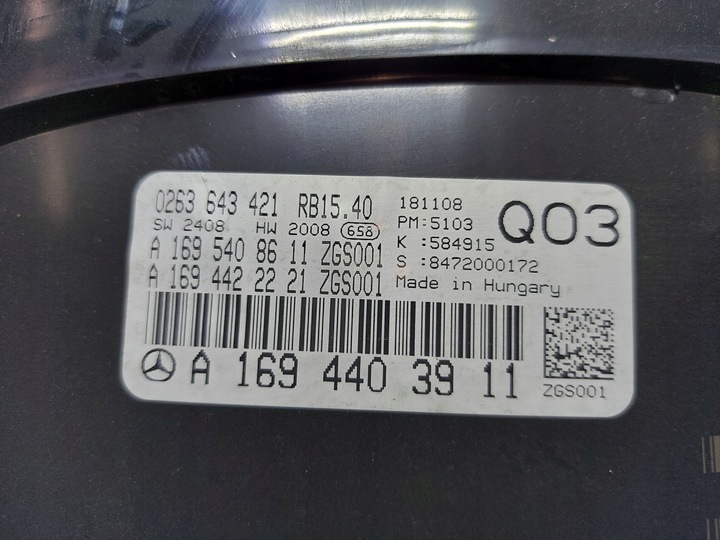 0263 643 421 RB15.40
SW 2408 HW 2008 658
A 169 540 86 11 ZGS001
A 169 442 22 21 ZGS001
181108
PM:5103
K :584915
S :8472000172
Made in Hungary
Q03
A 169 440 39 11
ZGS001